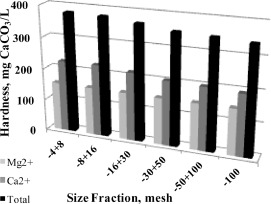 Hardness, mg CaCO3/L
400
300
200
100
0
-4+8
-8+16
-16+30
-30+50
-50+100
-100
Mg2+
Ca2+
Total
Size Fraction, mesh